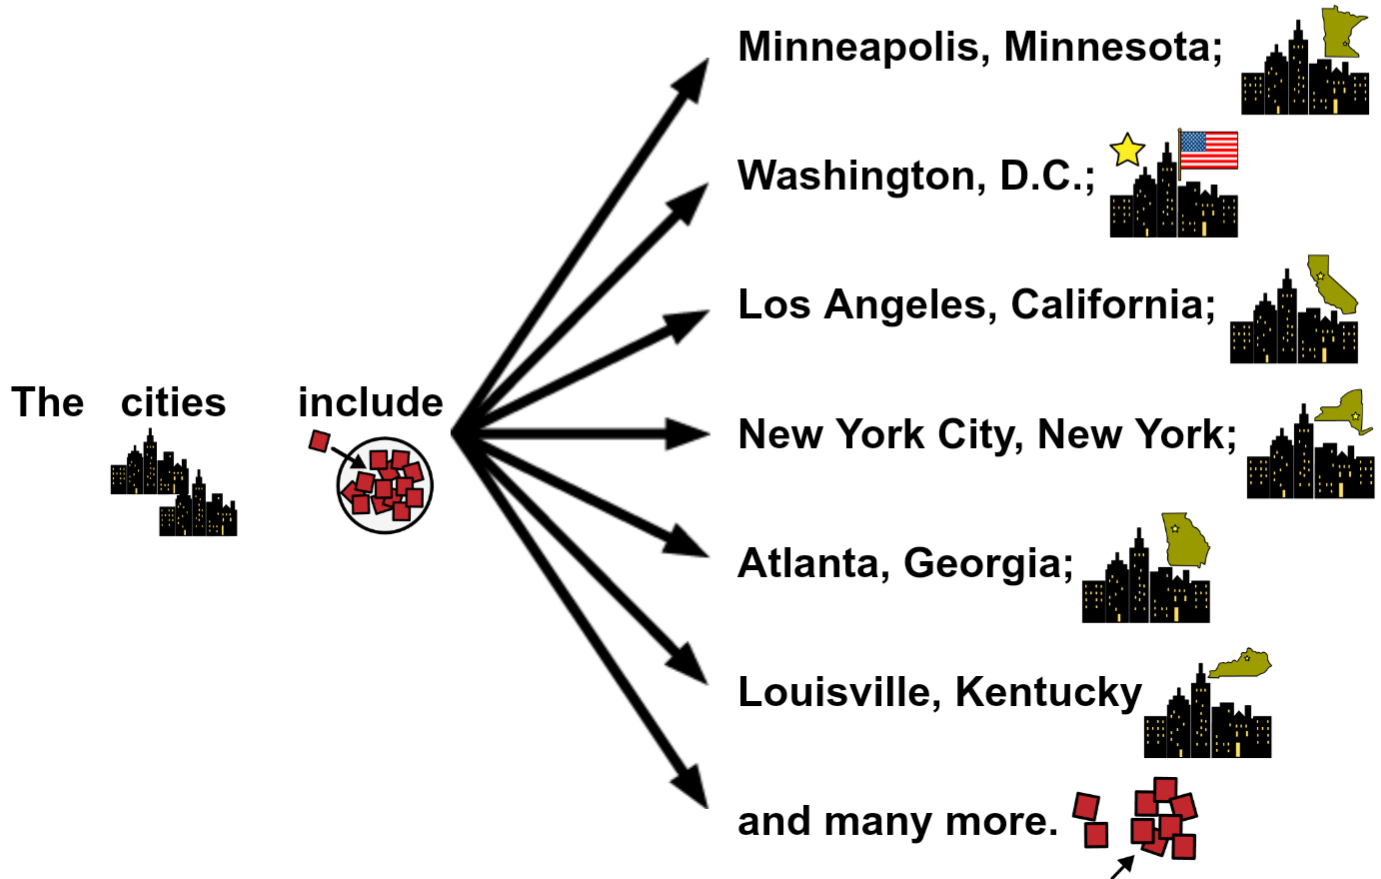 The cities include
Minneapolis, Minnesota;
Washington, D.C.;
Los Angeles, California;
New York City, New York;
Atlanta, Georgia;
Louisville, Kentucky
and many more.